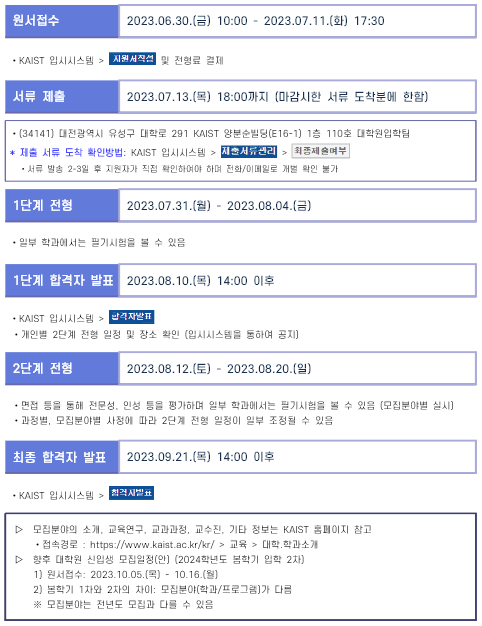 원서접수 2023.06.30.(금) 10:00 - 2023.07.11.(화) 17:30
• KAIST 입시시스템 > 지원서작성 및 전형료 결제
서류 제출 2023.07.13.(목) 18:00까지 (마감시한 서류 도착분에 한함)
• (34141) 대전광역시 유성구 대학로 291 KAIST 양분순빌딩(E16-1) 1층 110호 대학원입학팀
* 제출 서류 도착 확인방법: KAIST 입시시스템 > 제출서류관리 > 최종제출여부
• 서류 발송 2-3일 후 지원자가 직접 확인하여야 하며 전화/이메일로 개별 확인 불가
1단계 전형 2023.07.31.(월) - 2023.08.04.(금)
• 일부 학과에서는 필기시험을 볼 수 있음
1단계 합격자 발표 2023.08.10.(목) 14:00 이후
• KAIST 입시시스템 > 합격자발표
• 개인별 2단계 전형 일정 및 장소 확인 (입시시스템을 통하여 공지)
2단계 전형 2023.08.12.(토) - 2023.08.20.(일)
• 면접 등을 통해 전문성, 인성 등을 평가하며 일부 학과에서는 필기시험을 볼 수 있음 (모집분야별 실시)
• 과정별, 모집분야별 사정에 따라 2단계 전형 일정이 일부 조정될 수 있음
최종 합격자 발표 2023.09.21.(목) 14:00 이후
• KAIST 입시시스템 > 합격자발표
▷ 모집분야의 소개, 교육연구, 교과과정, 교수진, 기타 정보는 KAIST 홈페이지 참고
• 접속경로 : https://www.kaist.ac.kr/kr/ > 교육 > 대학.학과소개
▷ 향후 대학원 신입생 모집일정(안) (2024학년도 봄학기 입학 2차)
1) 원서접수: 2023.10.05.(목) - 10.16.(월)
2) 봄학기 1차와 2차의 차이: 모집분야(학과/프로그램)가 다름
※ 모집분야는 전년도 모집과 다를 수 있음